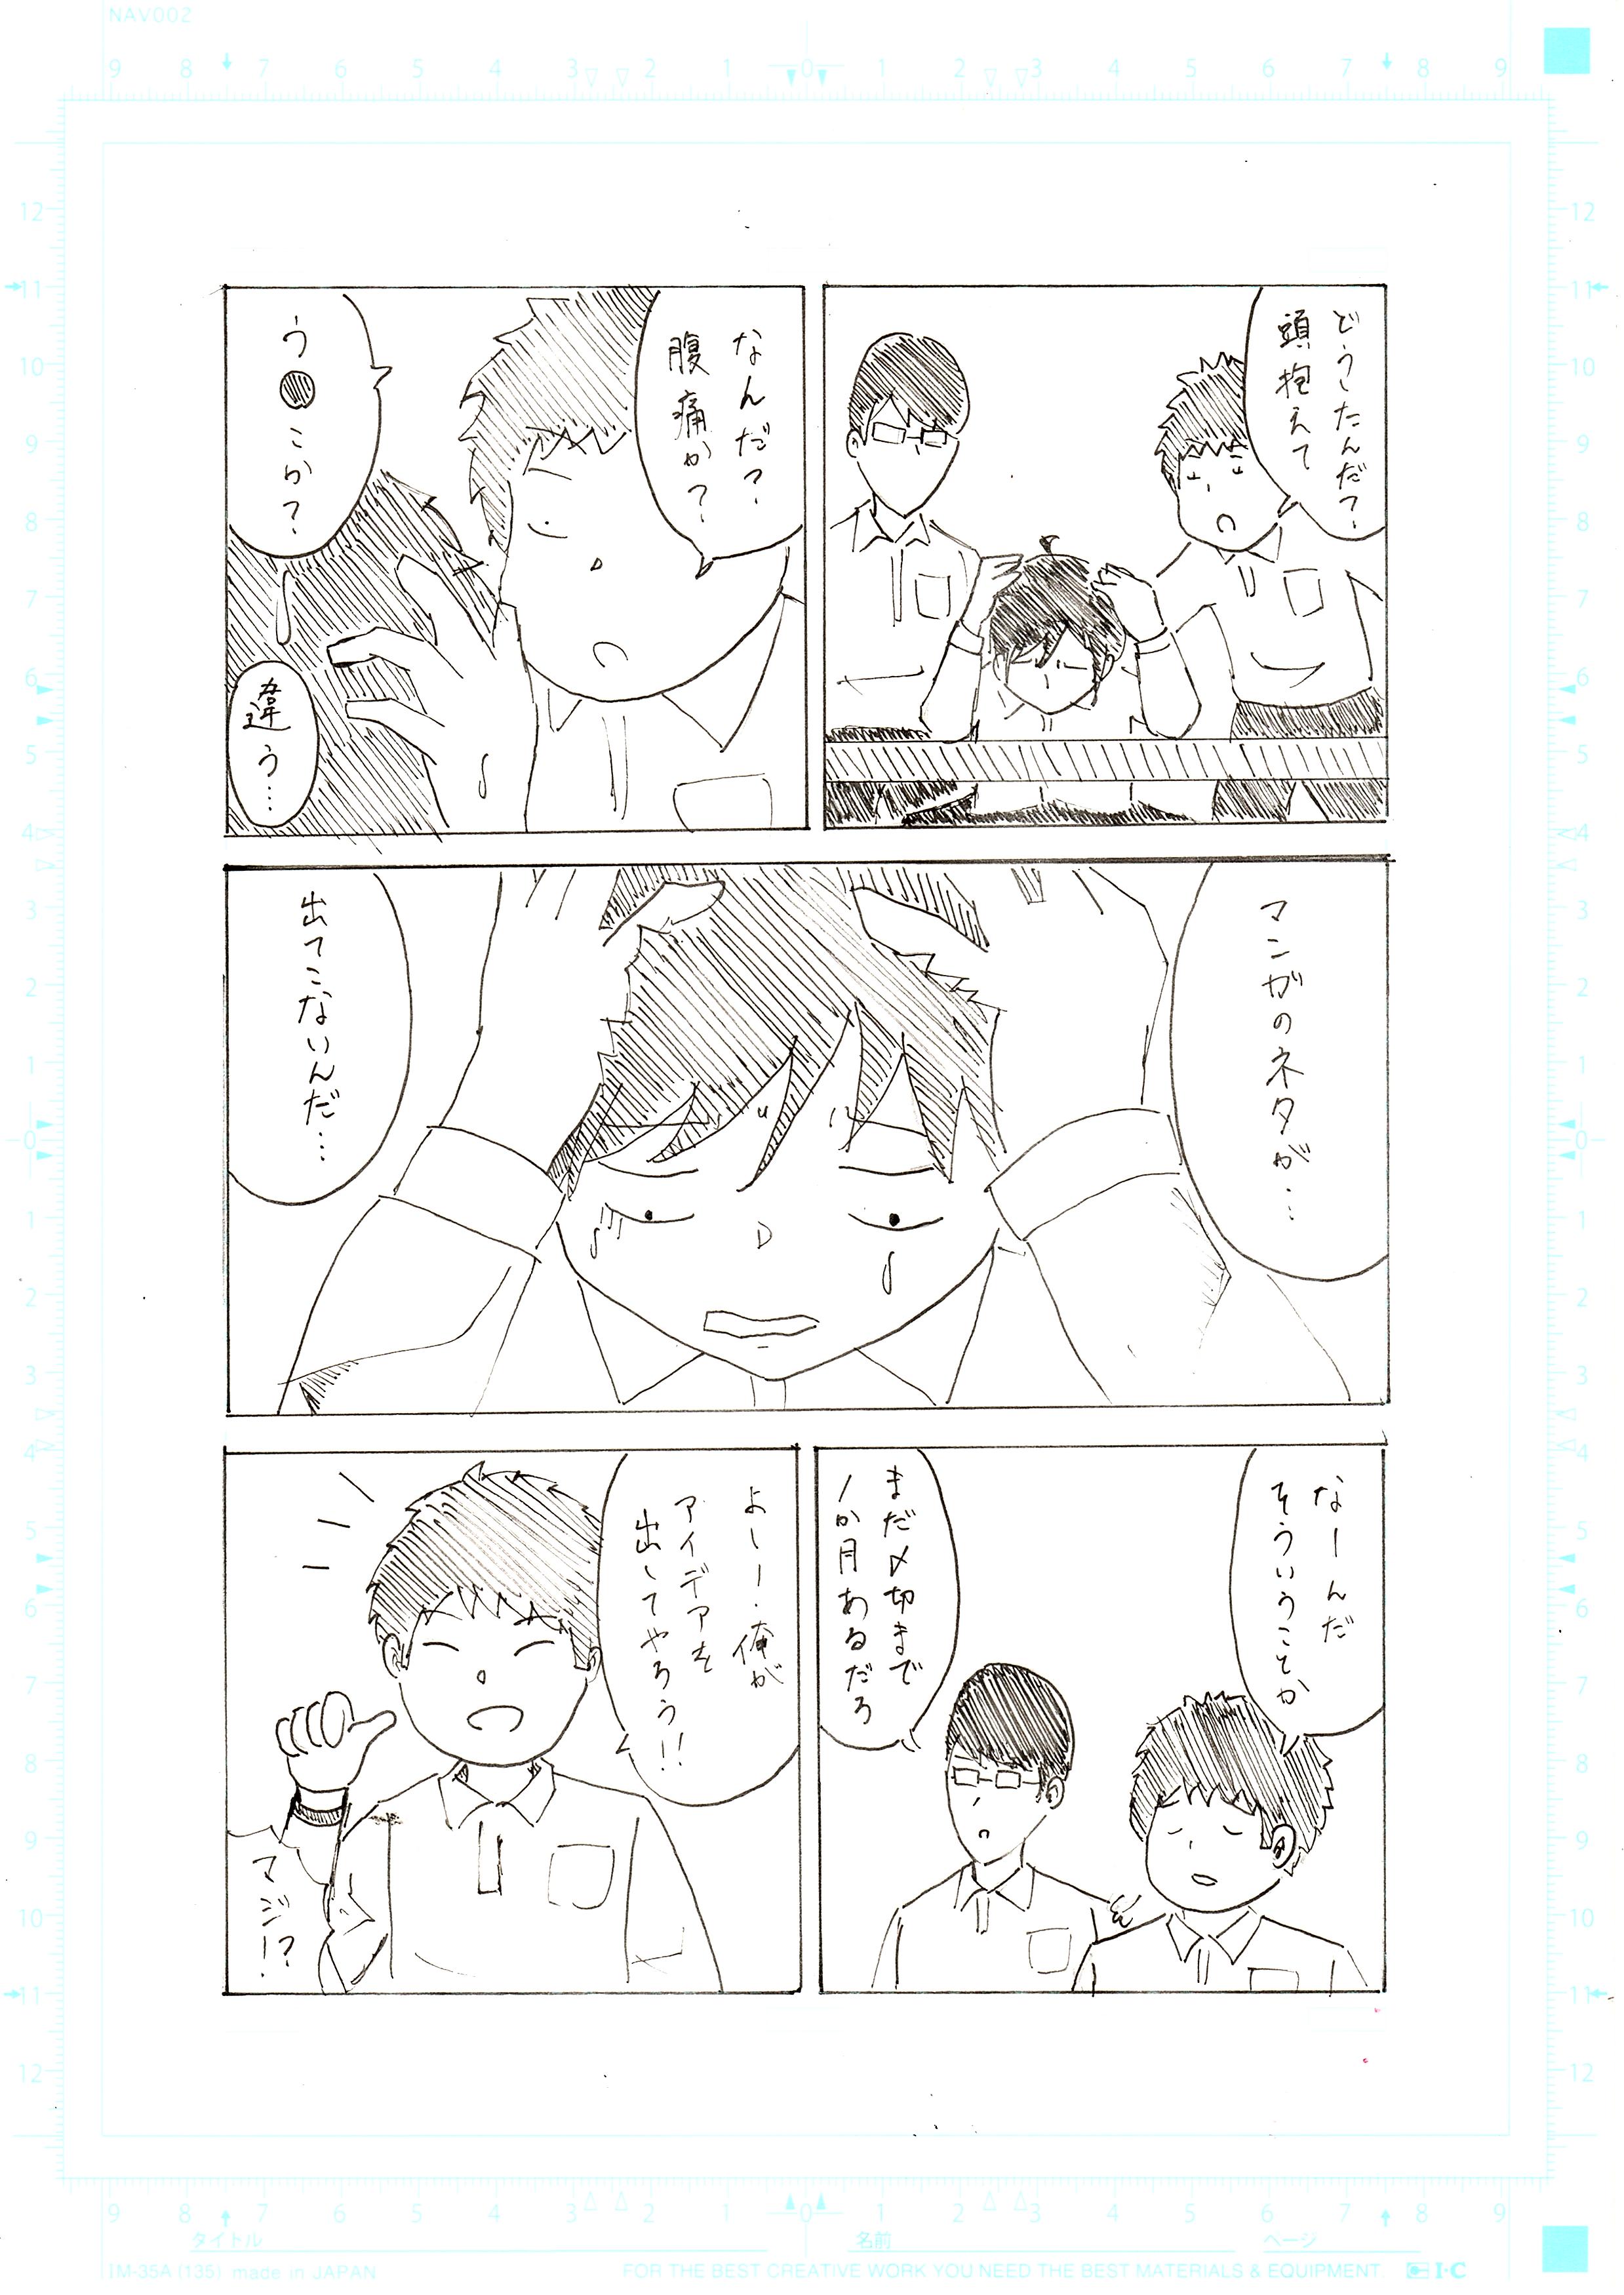 NAV002
どうしたんだ？
頭抱えて
なんだ？
腹痛か？
う●こか？
違う…
マンガのネタが…
出てこないんだ…
なーんだ
そういうことか
まだ〆切まで
1か月あるだろ
よしー俺が
アイデアを
出してやろう!!
マジ!?
タイトル
名前
ページ
IM-35A (135) made in JAPAN
FOR THE BEST CREATIVE WORK YOU NEED THE BEST MATERIALS & EQUIPMENT
I·C